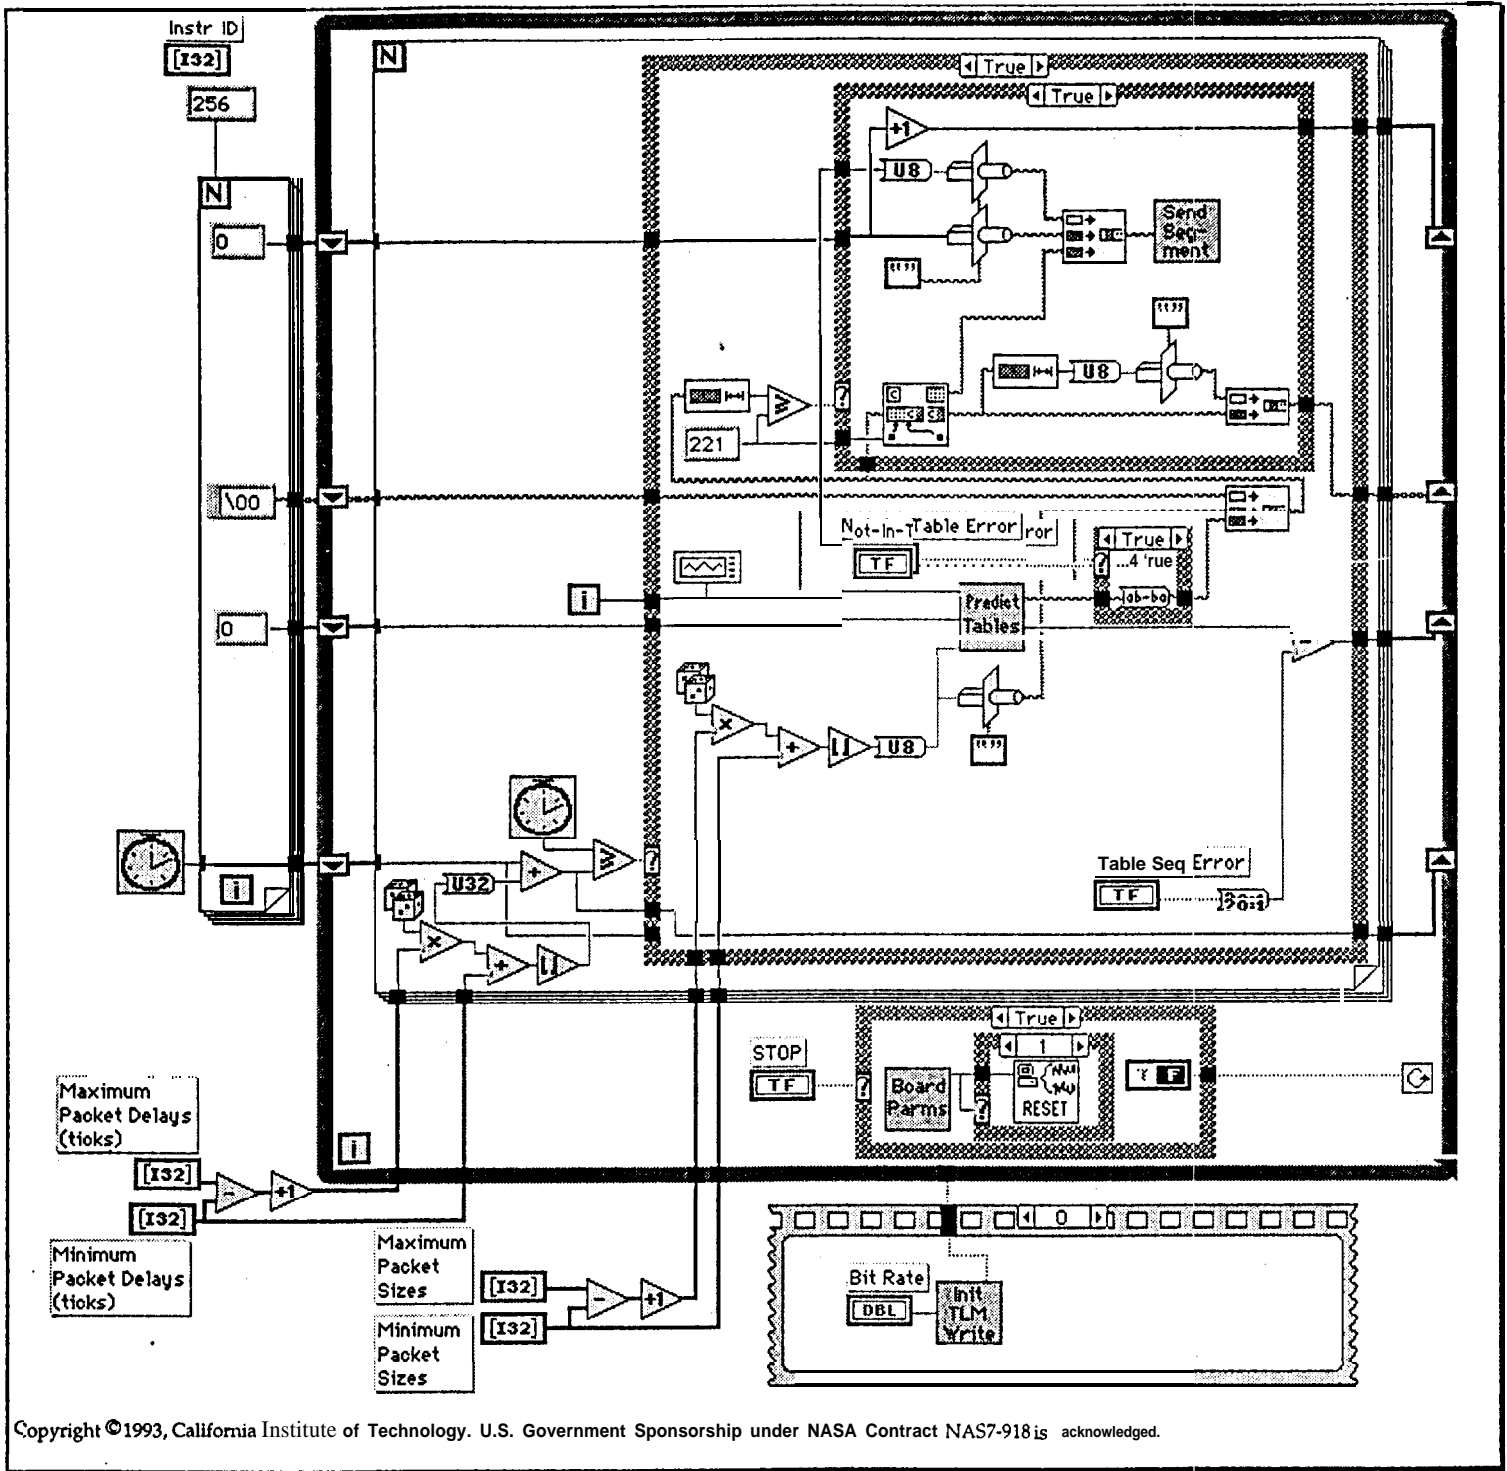 Instr ID
[I32]
256
N
0
\00
0
i
N
True
True
+1
U8
Send
Seg-
ment
U8
221
Not-In-Table Error
TF
True
i
Predict
Tables
ab-ba
×
+
U8
U32
+
×
+
Table Seq Error
TF
STOP
TF
True
1
Board
Parms
RESET
F
i
Maximum
Packet Delays
(ticks)
[I32]
-
+1
[I32]
Minimum
Packet Delays
(ticks)
Maximum
Packet
Sizes
[I32]
-
+1
[I32]
Minimum
Packet
Sizes
0
Bit Rate
DBL
Init
TLM
Write
Copyright ©1993, California Institute of Technology. U.S. Government Sponsorship under NASA Contract NAS7-918 is acknowledged.